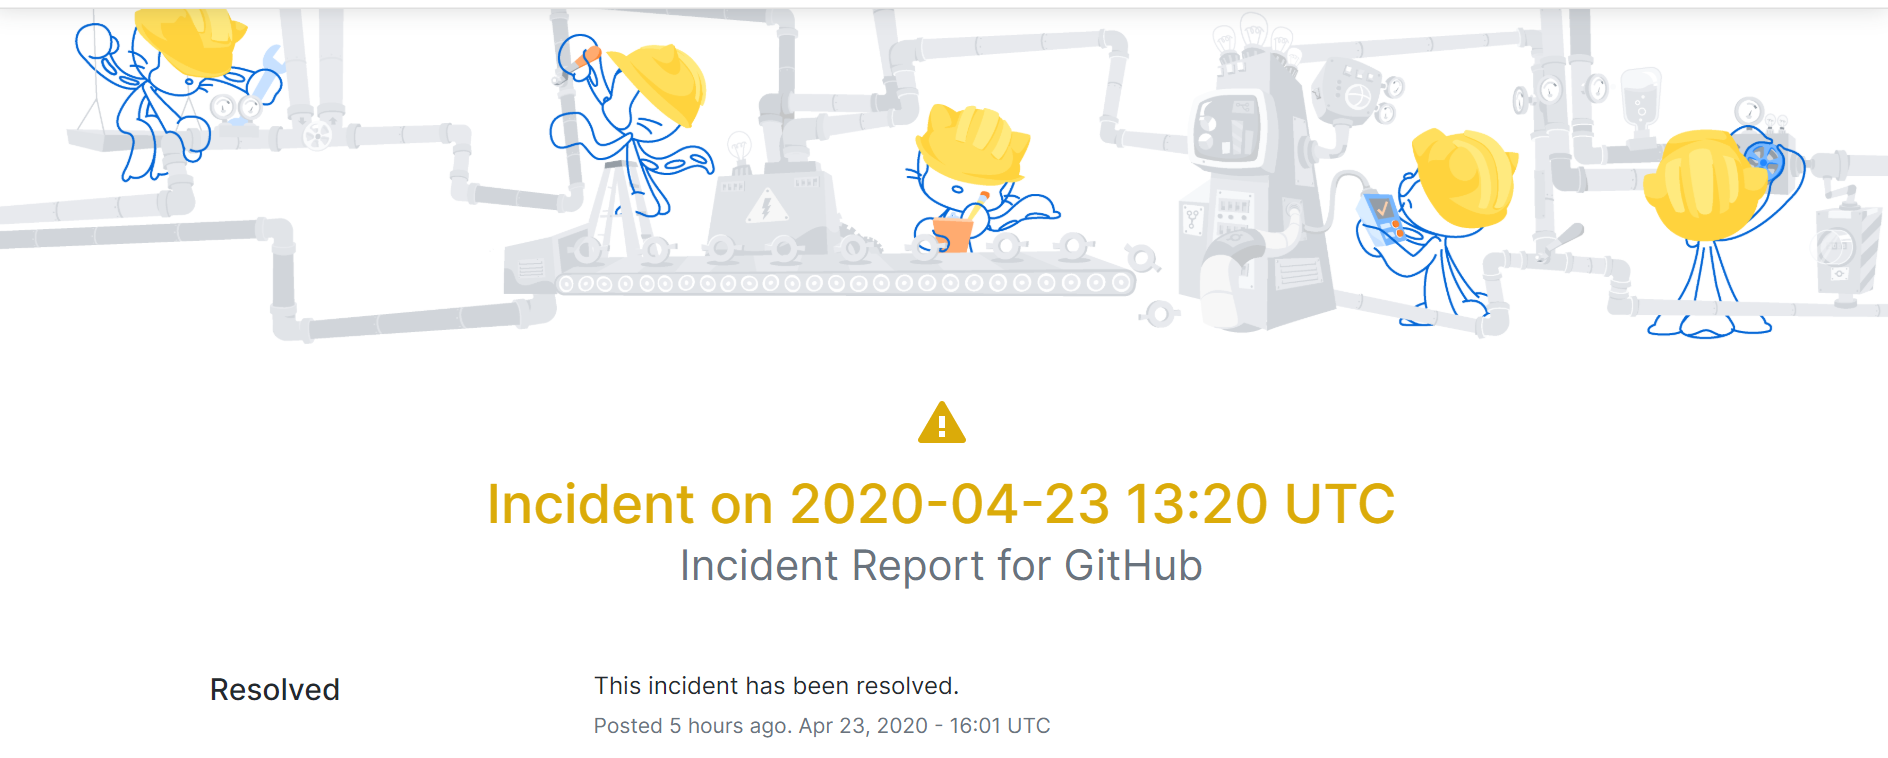 Incident on 2020-04-23 13:20 UTC
Incident Report for GitHub
Resolved
This incident has been resolved.
Posted 5 hours ago. Apr 23, 2020 - 16:01 UTC